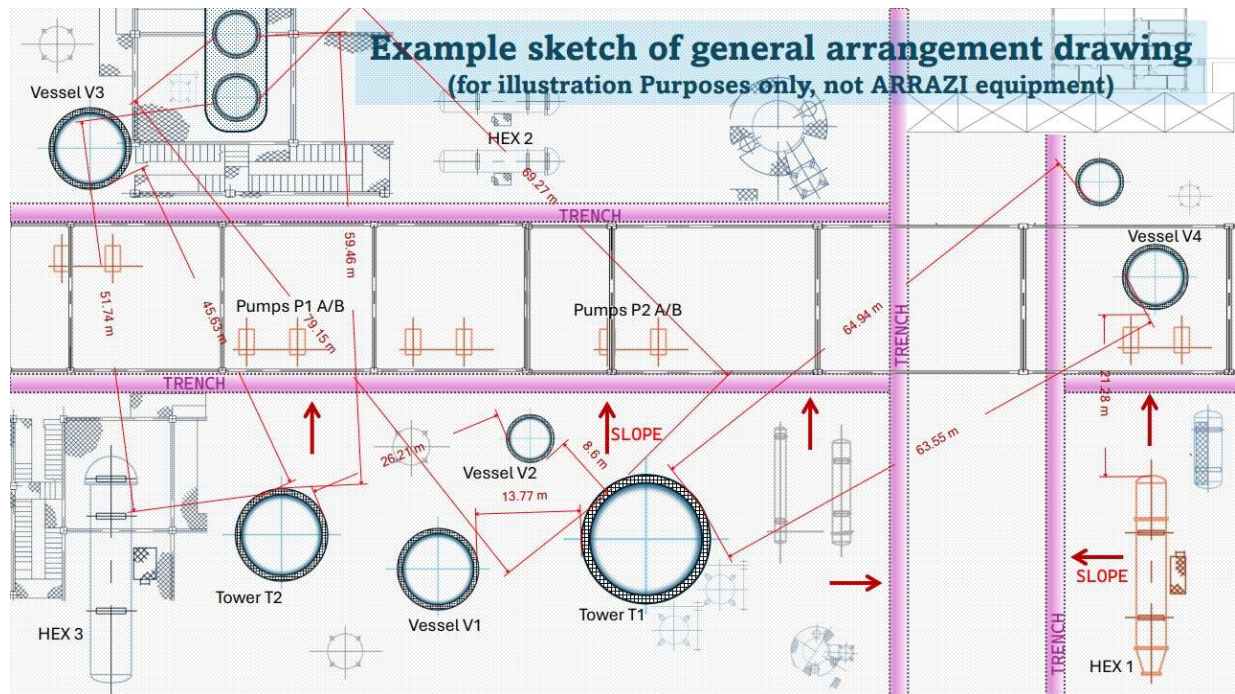 Example sketch of general arrangement drawing
(for illustration Purposes only, not ARRAZI equipment)
Vessel V3
HEX 2
69.27 m
TRENCH
Vessel V4
59.46 m
51.74 m
45.63 m
Pumps P1 A/B
79.15 m
Pumps P2 A/B
64.94 m
TRENCH
21.28 m
TRENCH
SLOPE
26.21 m
Vessel V2
8.6 m
63.55 m
13.77 m
SLOPE
Tower T2
Vessel V1
Tower T1
HEX 3
TRENCH
HEX 1